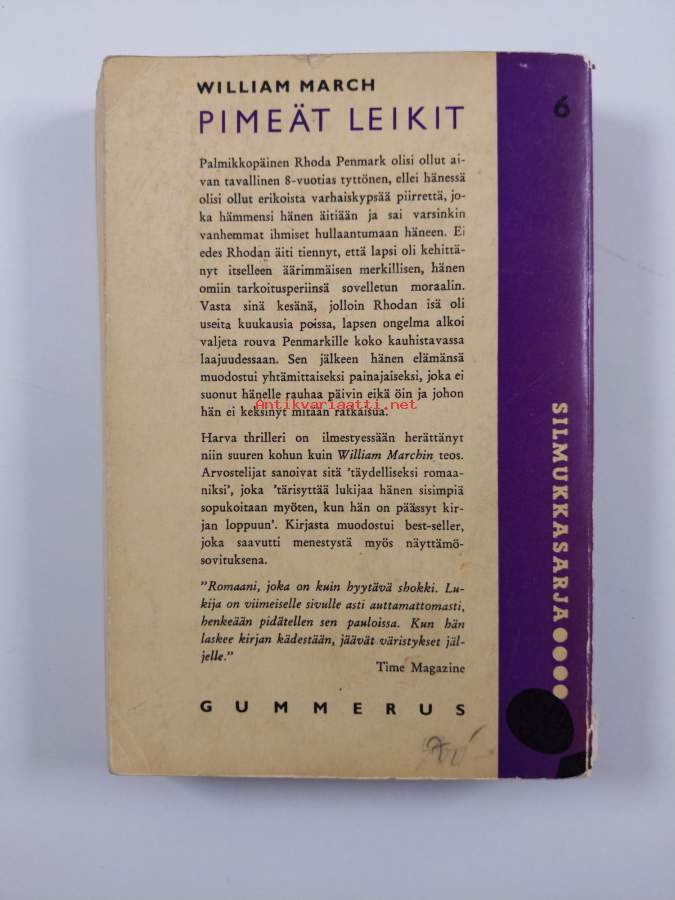 WILLIAM MARCH
PIMEÄT LEIKIT
Palmikkopäinen Rhoda Penmark olisi ollut ai-
van tavallinen 8-vuotias tyttönen, ellei hänessä
olisi ollut erikoista varhaiskypsää piirrettä, jo-
ka hämmensi hänen äitiään ja sai varsinkin
vanhemmat ihmiset hullaantumaan häneen. Ei
edes Rhodan äiti tiennyt, että lapsi oli kehittä-
nyt itselleen äärimmäisen merkillisen, hänen
omiin tarkoitusperiinsä sovelletun moraalin.
Vasta sinä kesänä, jolloin Rhodan isä oli
useita kuukausia poissa, lapsen ongelma alkoi
valjeta rouva Penmarkille koko kauhistavassa
laajuudessaan. Sen jälkeen hänen elämänsä
muodostui yhtämittaiseksi painajaiseksi, joka ei
suonut hänelle rauhaa päivin eikä öin ja johon
hän ei keksinyt mitään ratkaisua.
Antikvariaatti.net
Harva thrilleri on ilmestyessään herättänyt
niin suuren kohun kuin William Marchin teos.
Arvostelijat sanoivat sitä 'täydelliseksi romaa-
niksi', joka 'tärisyttää lukijaa hänen sisimpiä
sopukoitaan myöten, kun hän on päässyt kir-
jan loppuun'. Kirjasta muodostui best-seller,
joka saavutti menestystä myös näyttämö-
sovituksena.
"Romaani, joka on kuin hyytävä shokki. Lu-
kija on viimeiselle sivulle asti auttamattomasti,
henkeään pidätellen sen pauloissa. Kun hän
laskee kirjan kädestään, jäävät väristykset jäl-
jelle."
Time Magazine
GUMMERUS
6
SILMUKKASARJA